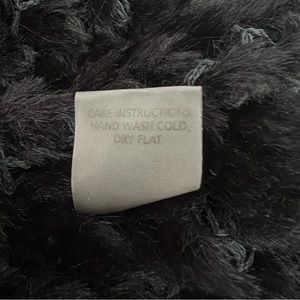 CARE INSTRUCTIONS:
HAND WASH COLD,
DRY FLAT